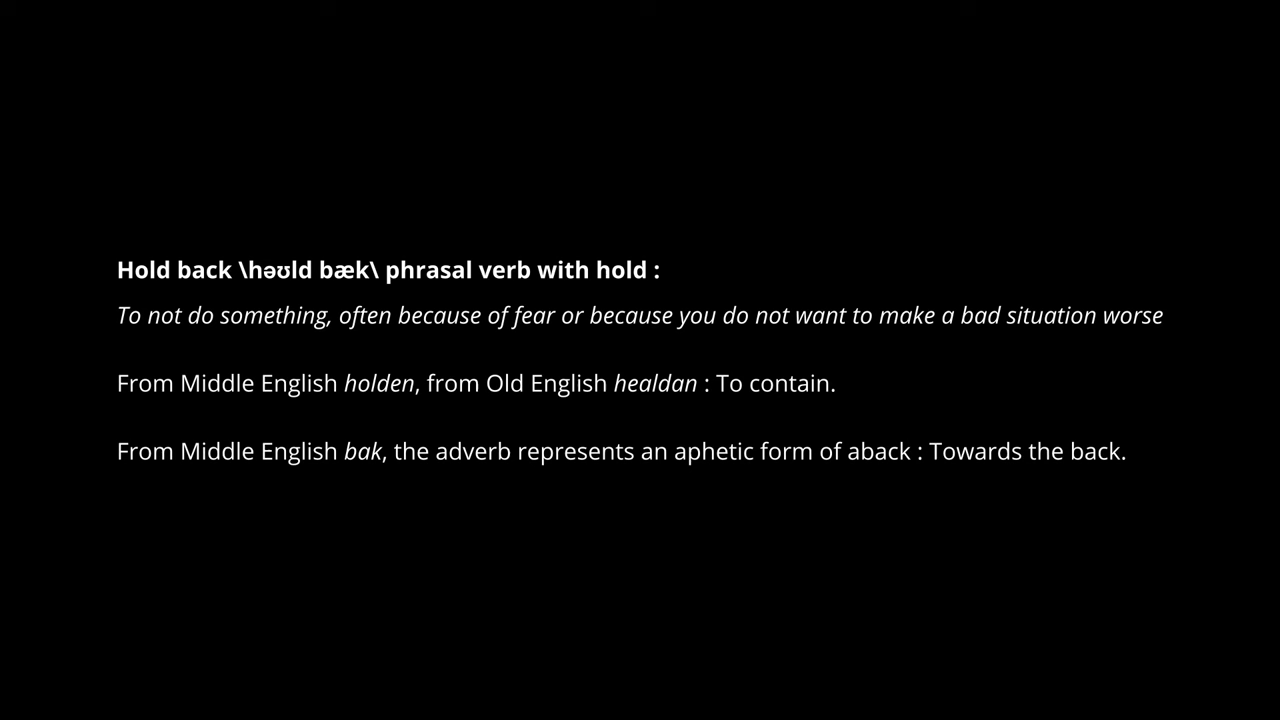 Hold back \həʊld bæk\ phrasal verb with hold :
To not do something, often because of fear or because you do not want to make a bad situation worse
From Middle English holden, from Old English healdan : To contain.
From Middle English bak, the adverb represents an aphetic form of aback : Towards the back.